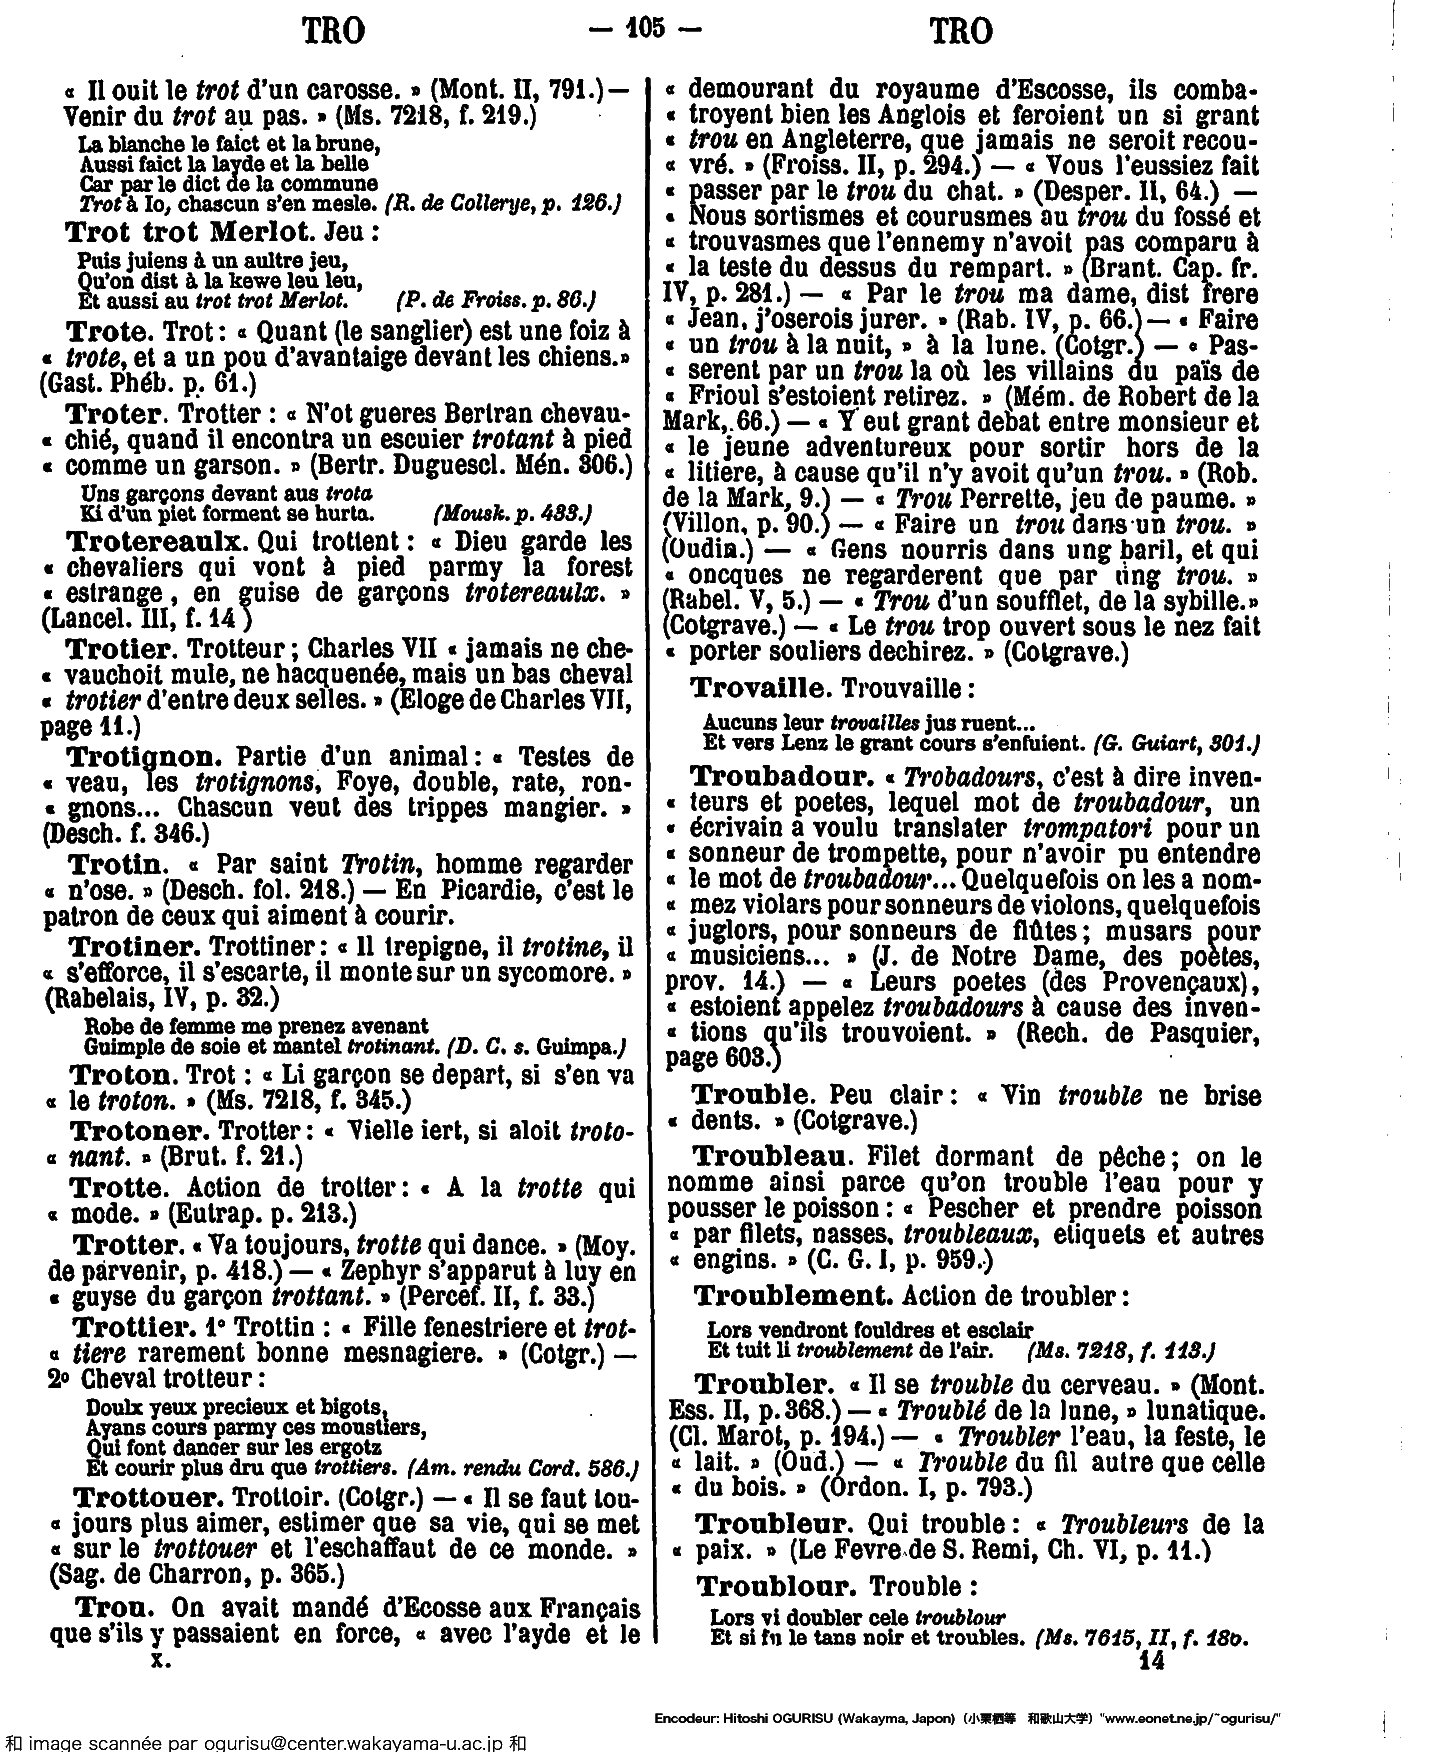 TRO — 105 — TRO
« Il ouit le trot d'un carosse. » (Mont. II, 791.) —
Venir du trot au pas. » (Ms. 7218, f. 219.)
La blanche le faict et la brune,
Aussi faict la layde et la belle
Car par le dict de la commune
Trot à Io, chascun s'en mesle. (R. de Collerye, p. 126.)
Trot trot Merlot. Jeu :
Puis juiens à un aultre jeu,
Qu'on dist à la kewe leu leu,
Et aussi au trot trot Merlot. (P. de Froiss. p. 86.)
Trote. Trot : « Quant (le sanglier) est une foiz à
« trote, et a un pou d'avantaige devant les chiens. »
(Gast. Phéb. p. 61.)
Troter. Trotter : « N'ot gueres Bertran chevau-
« chié, quand il encontra un escuier trotant à pied
« comme un garson. » (Bertr. Duguescl. Mén. 306.)
Uns garçons devant aus trota
Ki d'un piet forment se hurta. (Mousk. p. 433.)
Trotereaulx. Qui trottent : « Dieu garde les
« chevaliers qui vont à pied parmy la forest
« estrange, en guise de garçons trotereaulx. »
(Lancel. III, f. 14)
Trotier. Trotteur ; Charles VII « jamais ne che-
« vauchoit mule, ne hacquenée, mais un bas cheval
« trotier d'entre deux selles. » (Eloge de Charles VII,
page 11.)
Trotignon. Partie d'un animal : « Testes de
« veau, les trotignons, Foye, double, rate, ron-
« gnons... Chascun veut des trippes mangier. »
(Desch. f. 346.)
Trotin. « Par saint Trotin, homme regarder
« n'ose. » (Desch. fol. 218.) — En Picardie, c'est le
patron de ceux qui aiment à courir.
Trotiner. Trottiner : « Il trepigne, il trotine, il
« s'efforce, il s'escarte, il monte sur un sycomore. »
(Rabelais, IV, p. 32.)
Robe de femme me prenez avenant
Guimple de soie et mantel trotinant. (D. C. s. Guimpa.)
Troton. Trot : « Li garçon se depart, si s'en va
« le troton. » (Ms. 7218, f. 345.)
Trotoner. Trotter : « Vielle iert, si aloit troto-
« nant. » (Brut. f. 21.)
Trotte. Action de trotter : « A la trotte qui
« mode. » (Eutrap. p. 213.)
Trotter. « Va toujours, trotte qui dance. » (Moy.
de parvenir, p. 418.) — « Zephyr s'apparut à luy en
« guyse du garçon trottant. » (Percef. II, f. 33.)
Trottier. 1° Trottin : « Fille fenestriere et trot-
« tiere rarement bonne mesnagiere. » (Cotgr.) —
2° Cheval trotteur :
Doulx yeux precieux et bigots,
Ayans cours parmy ces moustiers,
Qui font dancer sur les ergotz
Et courir plus dru que trottiers. (Am. rendu Cord. 586.)
Trottouer. Trottoir. (Cotgr.) — « Il se faut tou-
« jours plus aimer, estimer que sa vie, qui se met
« sur le trottouer et l'eschaffaut de ce monde. »
(Sag. de Charron, p. 365.)
Trou. On avait mandé d'Ecosse aux Français
que s'ils y passaient en force, « avec l'ayde et le
X.
« demourant du royaume d'Escosse, ils comba-
« troyent bien les Anglois et feroient un si grant
« trou en Angleterre, que jamais ne seroit recou-
« vré. » (Froiss. II, p. 294.) — « Vous l'eussiez fait
« passer par le trou du chat. » (Desper. II, 64.) —
« Nous sortismes et courusmes au trou du fossé et
« trouvasmes que l'ennemy n'avoit pas comparu à
« la teste du dessus du rempart. » (Brant. Cap. fr.
IV, p. 281.) — « Par le trou ma dame, dist frere
« Jean, j'oserois jurer. » (Rab. IV, p. 66.) — « Faire
« un trou à la nuit, » à la lune. (Cotgr.) — « Pas-
« serent par un trou la où les villains du païs de
« Frioul s'estoient retirez. » (Mém. de Robert de la
Mark, 66.) — « Y eut grant debat entre monsieur et
« le jeune adventureux pour sortir hors de la
« litiere, à cause qu'il n'y avoit qu'un trou. » (Rob.
de la Mark, 9.) — « Trou Perrette, jeu de paume. »
(Villon, p. 90.) — « Faire un trou dans un trou. »
(Oudin.) — « Gens nourris dans ung baril, et qui
« oncques ne regarderent que par ung trou. »
(Rabel. V, 5.) — « Trou d'un soufflet, de la sybille. »
(Cotgrave.) — « Le trou trop ouvert sous le nez fait
« porter souliers dechirez. » (Cotgrave.)
Trovaille. Trouvaille :
Aucuns leur trovailles jus ruent...
Et vers Lenz le grant cours s'enfuient. (G. Guiart, 301.)
Troubadour. « Trobadours, c'est à dire inven-
« teurs et poetes, lequel mot de troubadour, un
« écrivain a voulu translater trompatori pour un
« sonneur de trompette, pour n'avoir pu entendre
« le mot de troubadour... Quelquefois on les a nom-
« mez violars pour sonneurs de violons, quelquefois
« juglors, pour sonneurs de flûtes ; musars pour
« musiciens... » (J. de Notre Dame, des poètes,
prov. 14.) — « Leurs poetes (des Provençaux),
« estoient appelez troubadours à cause des inven-
« tions qu'ils trouvoient. » (Rech. de Pasquier,
page 603.)
Trouble. Peu clair : « Vin trouble ne brise
« dents. » (Cotgrave.)
Troubleau. Filet dormant de pêche ; on le
nomme ainsi parce qu'on trouble l'eau pour y
pousser le poisson : « Pescher et prendre poisson
« par filets, nasses, troubleaux, etiquets et autres
« engins. » (C. G. I, p. 959.)
Troublement. Action de troubler :
Lors vendront fouldres et esclair
Et tuit li troublement de l'air. (Ms. 7218, f. 113.)
Troubler. « Il se trouble du cerveau. » (Mont.
Ess. II, p. 368.) — « Troublé de la lune, » lunatique.
(Cl. Marot, p. 194.) — « Troubler l'eau, la feste, le
« lait. » (Oud.) — « Trouble du fil autre que celle
« du bois. » (Ordon. I, p. 793.)
Troubleur. Qui trouble : « Troubleurs de la
« paix. » (Le Fevre de S. Remi, Ch. VI, p. 11.)
Troublour. Trouble :
Lors vi doubler cele troublour
Et si fu le tans noir et troubles. (Ms. 7615, II, f. 180.
14
Encodeur: Hitoshi OGURISU (Wakayma, Japon) (小栗栖等 和歌山大学) "www.eonet.ne.jp/~ogurisu/"
和 image scannée par ogurisu@center.wakayama-u.ac.jp 和